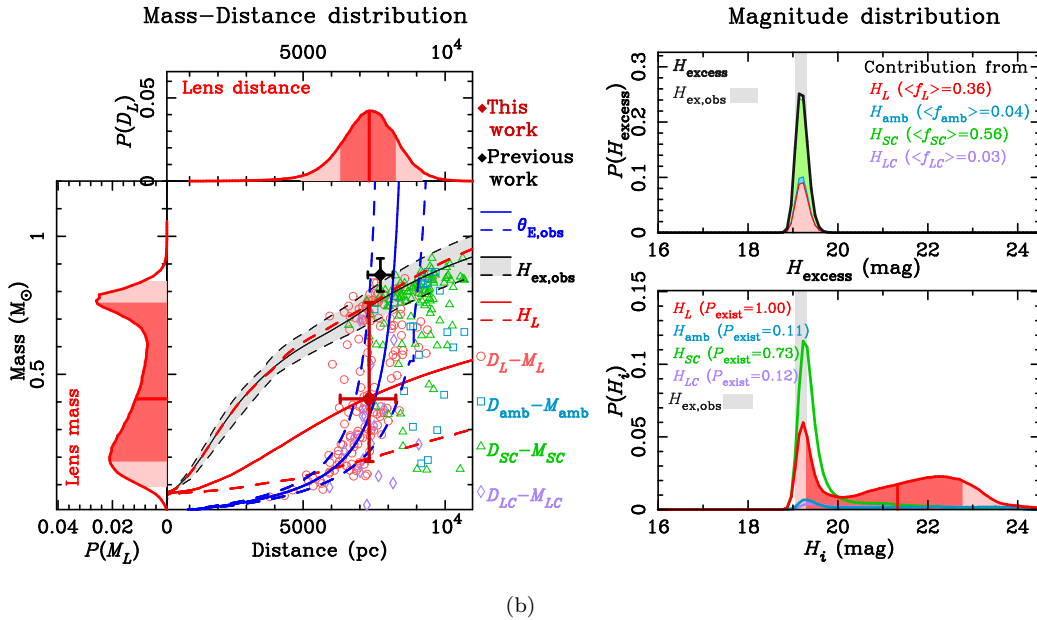 Mass−Distance distribution
Magnitude distribution
5000
10⁴
Lens distance
P(D_L)
0.05
0
This work
Previous work
θ_E,obs
H_ex,obs
H_L
D_L−M_L
D_amb−M_amb
D_SC−M_SC
D_LC−M_LC
Mass (M_⊙)
1
0.5
Lens mass
0.04
0.02
0
P(M_L)
0
5000
10⁴
Distance (pc)
H_excess
H_ex,obs
Contribution from
H_L (<f_L>=0.36)
H_amb (<f_amb>=0.04)
H_SC (<f_SC>=0.56)
H_LC (<f_LC>=0.03)
P(H_excess)
0.3
0.2
0.1
0
16 18 20 22 24
H_excess (mag)
H_L (P_exist=1.00)
H_amb (P_exist=0.11)
H_SC (P_exist=0.73)
H_LC (P_exist=0.12)
H_ex,obs
P(H_i)
0.15
0.1
0.05
0
16 18 20 22 24
H_i (mag)
(b)